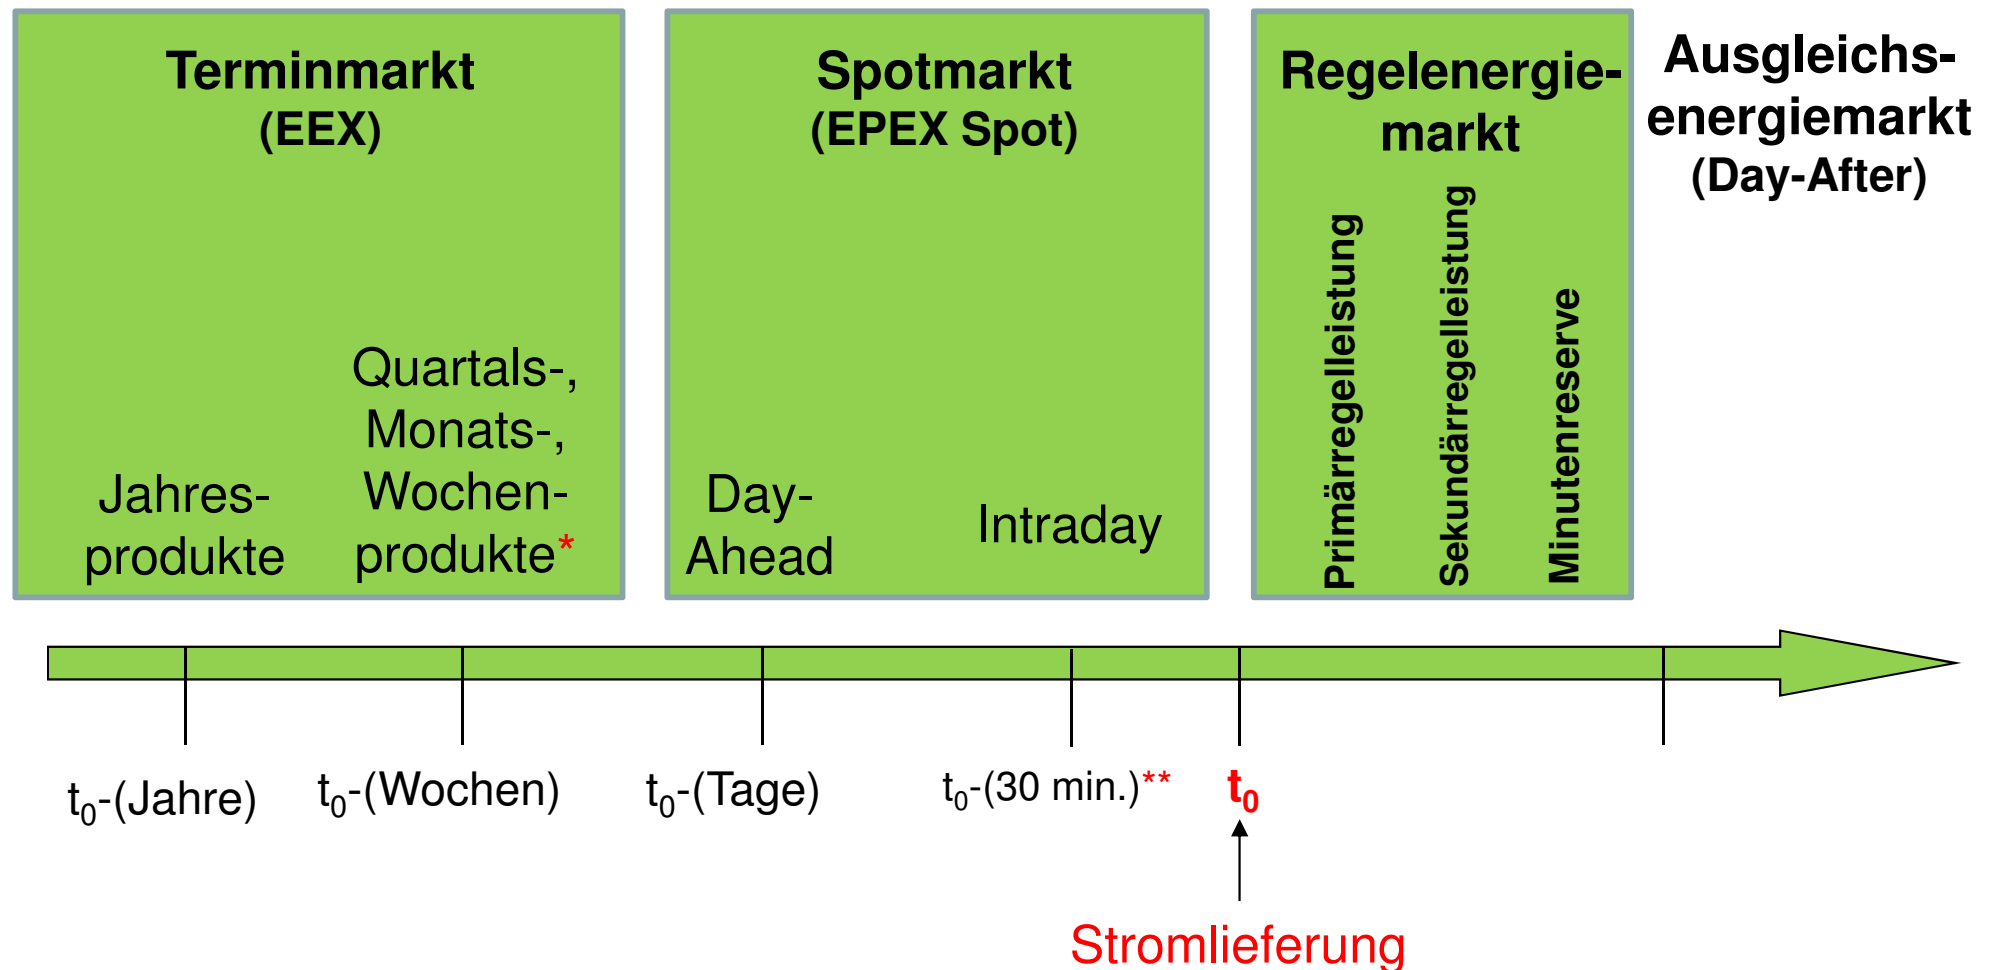 Terminmarkt
(EEX)
Jahres-
produkte
Quartals-,
Monats-,
Wochen-
produkte*
Spotmarkt
(EPEX Spot)
Day-
Ahead
Intraday
Regelenergie-
markt
Primärregelleistung
Sekundärregelleistung
Minutenreserve
Ausgleichs-
energiemarkt
(Day-After)
t₀-(Jahre)
t₀-(Wochen)
t₀-(Tage)
t₀-(30 min.)**
t₀
Stromlieferung